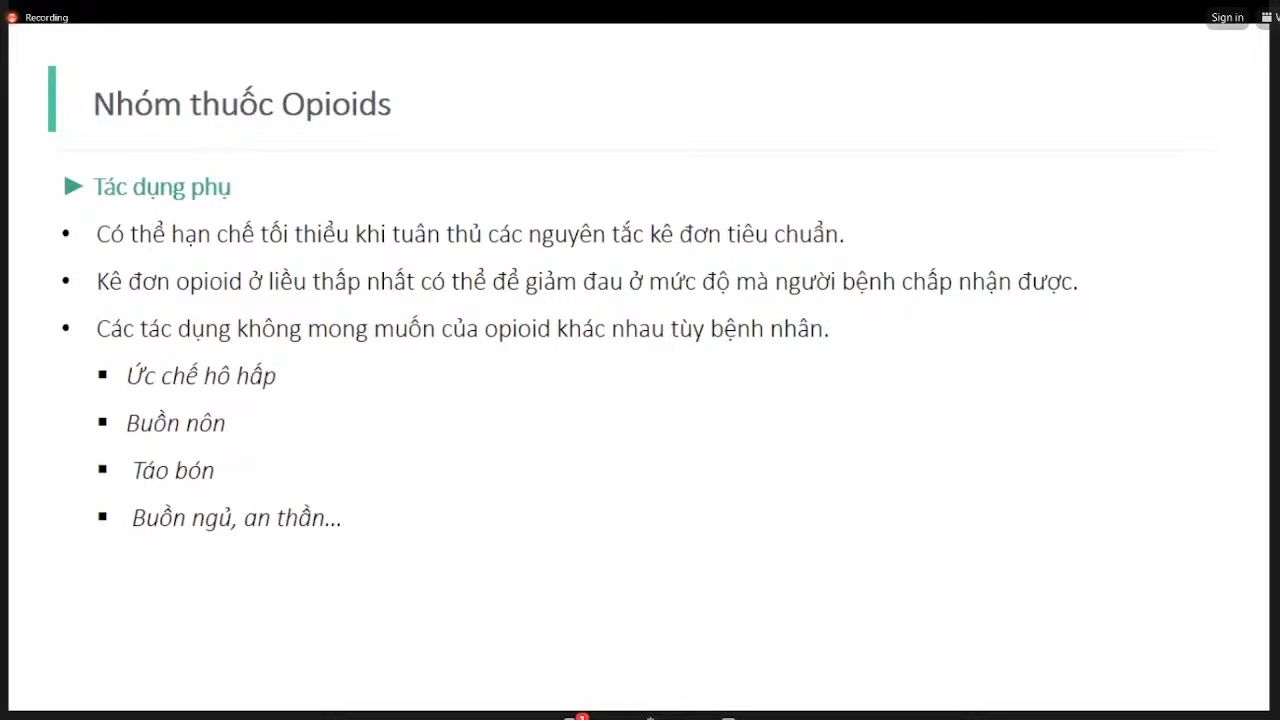 Recording
Sign in
Nhóm thuốc Opioids
► Tác dụng phụ
• Có thể hạn chế tối thiểu khi tuân thủ các nguyên tắc kê đơn tiêu chuẩn.
• Kê đơn opioid ở liều thấp nhất có thể để giảm đau ở mức độ mà người bệnh chấp nhận được.
• Các tác dụng không mong muốn của opioid khác nhau tùy bệnh nhân.
▪ Ức chế hô hấp
▪ Buồn nôn
▪ Táo bón
▪ Buồn ngủ, an thần...